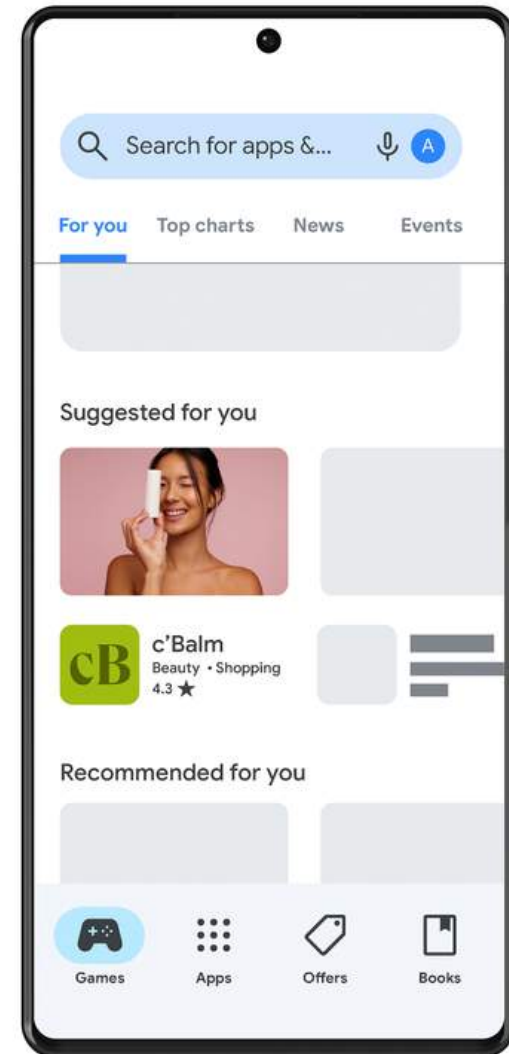 Search for apps &...
A
For you Top charts News Events
Suggested for you
cB
c’Balm
Beauty • Shopping
4.3 ★
Recommended for you
Games Apps Offers Books